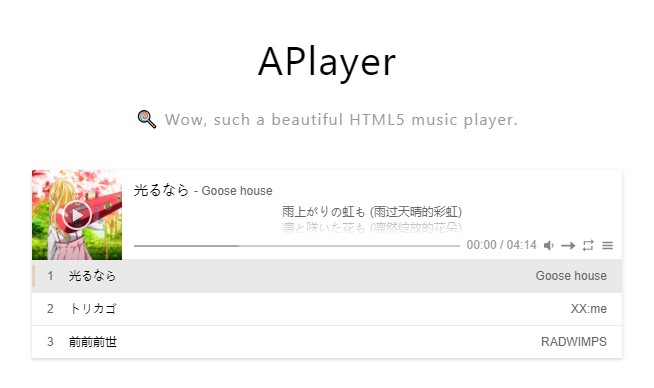 APlayer
Wow, such a beautiful HTML5 music player.
光るなら - Goose house
雨上がりの虹も (雨过天晴的彩虹)
凛と咲いた花も (凛然绽放的花朵)
00:00 / 04:14
1 光るなら Goose house
2 トリカゴ XX:me
3 前前前世 RADWIMPS